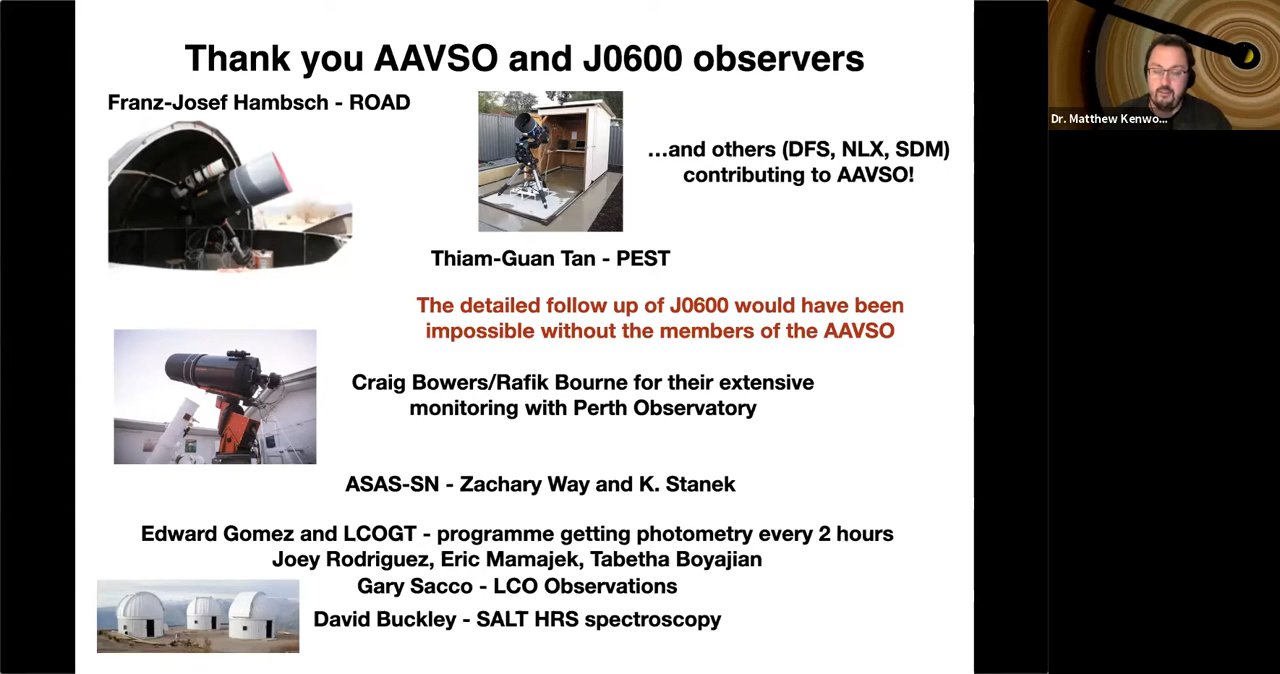 Thank you AAVSO and J0600 observers
Franz-Josef Hambsch - ROAD
...and others (DFS, NLX, SDM)
contributing to AAVSO!
Thiam-Guan Tan - PEST
The detailed follow up of J0600 would have been
impossible without the members of the AAVSO
Craig Bowers/Rafik Bourne for their extensive
monitoring with Perth Observatory
ASAS-SN - Zachary Way and K. Stanek
Edward Gomez and LCOGT - programme getting photometry every 2 hours
Joey Rodriguez, Eric Mamajek, Tabetha Boyajian
Gary Sacco - LCO Observations
David Buckley - SALT HRS spectroscopy
Dr. Matthew Kenwo...